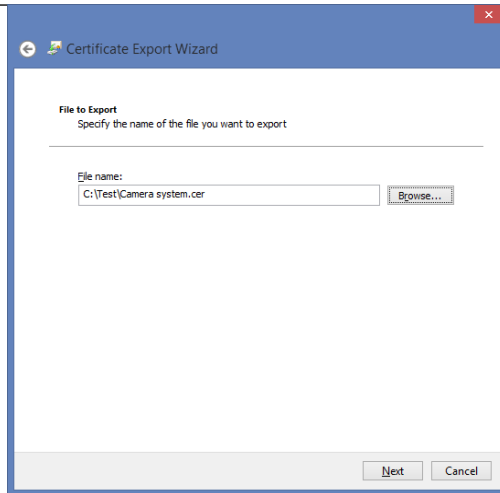 Certificate Export Wizard
File to Export
Specify the name of the file you want to export
File name:
C:\Test\Camera system.cer
Browse...
Next
Cancel